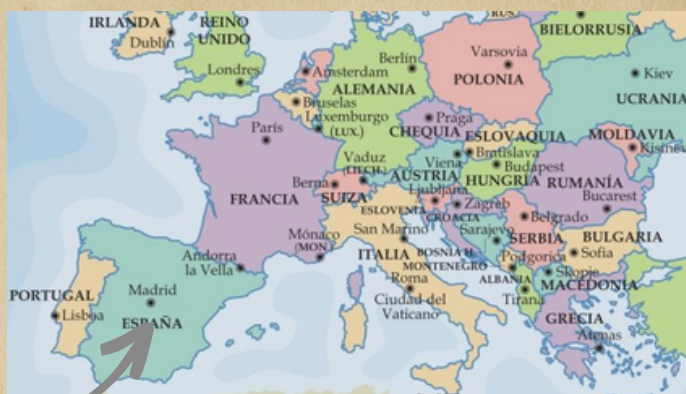 IRLANDA
Dublín
REINO
UNIDO
Londres
Amsterdam
Bruselas
Luxemburgo
(LUX.)
Berlín
ALEMANIA
Varsovia
POLONIA
BIELORRUSIA
Kiev
UCRANIA
París
FRANCIA
Praga
CHEQUIA
ESLOVAQUIA
Bratislava
Viena
AUSTRIA
Vaduz
(LIECH.)
Berna
SUIZA
Budapest
HUNGRÍA
MOLDAVIA
RUMANÍA
Bucarest
Ljubljana
ESLOVENIA
Zagreb
CROACIA
Belgrado
SERBIA
Sarajevo
BOSNIA H.
MONTENEGRO
Podgorica
BULGARIA
Sofia
Skopje
MACEDONIA
ALBANIA
Tirana
GRECIA
Atenas
San Marino
ITALIA
Roma
Ciudad del
Vaticano
Mónaco
(MON.)
Andorra
la Vella
PORTUGAL
Lisboa
Madrid
ESPAÑA